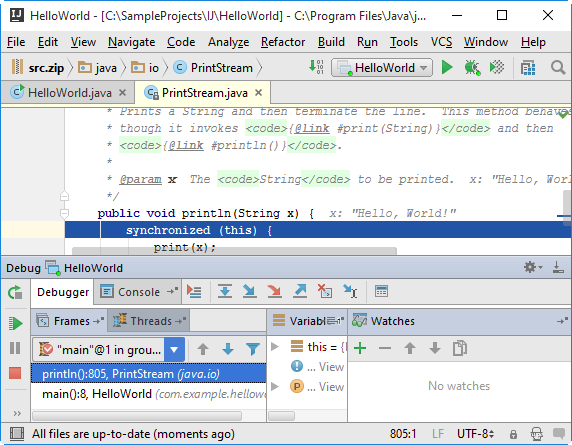 HelloWorld - [C:\SampleProjects\IJ\HelloWorld] - C:\Program Files\Java\j...
File Edit View Navigate Code Analyze Refactor Build Run Tools VCS Window Help
src.zip java io PrintStream HelloWorld
HelloWorld.java PrintStream.java
* Prints a String and then terminate the line. This method behaves
* though it invokes <code>{@link #print(String)}</code> and then
* <code>{@link #println()}</code>.
*
* @param x The <code>String</code> to be printed. x: "Hello, Worl
*/
public void println(String x) { x: "Hello, World!"
synchronized (this) {
print(x);
Debug HelloWorld
Debugger Console
Frames Threads Variables Watches
"main"@1 in grou...
println():805, PrintStream (java.io)
main():8, HelloWorld (com.example.hellow
this = {
... View
... View
No watches
All files are up-to-date (moments ago) 805:1 LF UTF-8